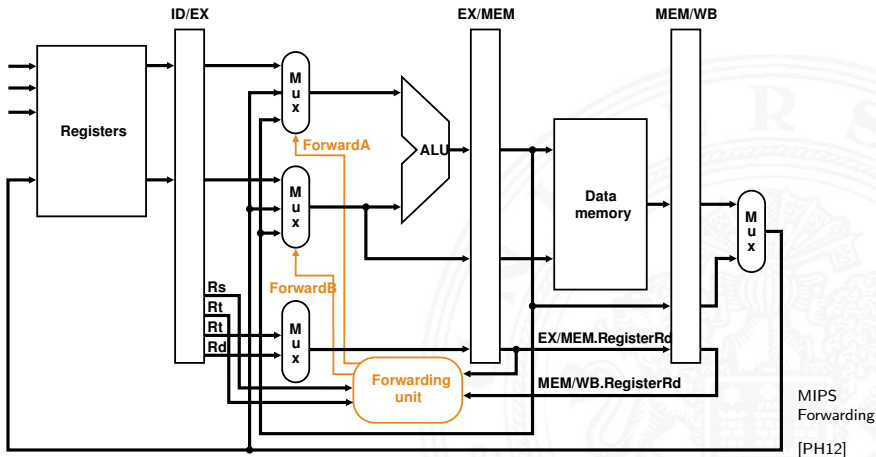 ID/EX
EX/MEM
MEM/WB
Registers
M
u
x
ForwardA
ALU
M
u
x
Data
memory
M
u
x
ForwardB
Rs
Rt
Rt
Rd
M
u
x
EX/MEM.RegisterRd
Forwarding
unit
MEM/WB.RegisterRd
MIPS
Forwarding
[PH12]
E R S